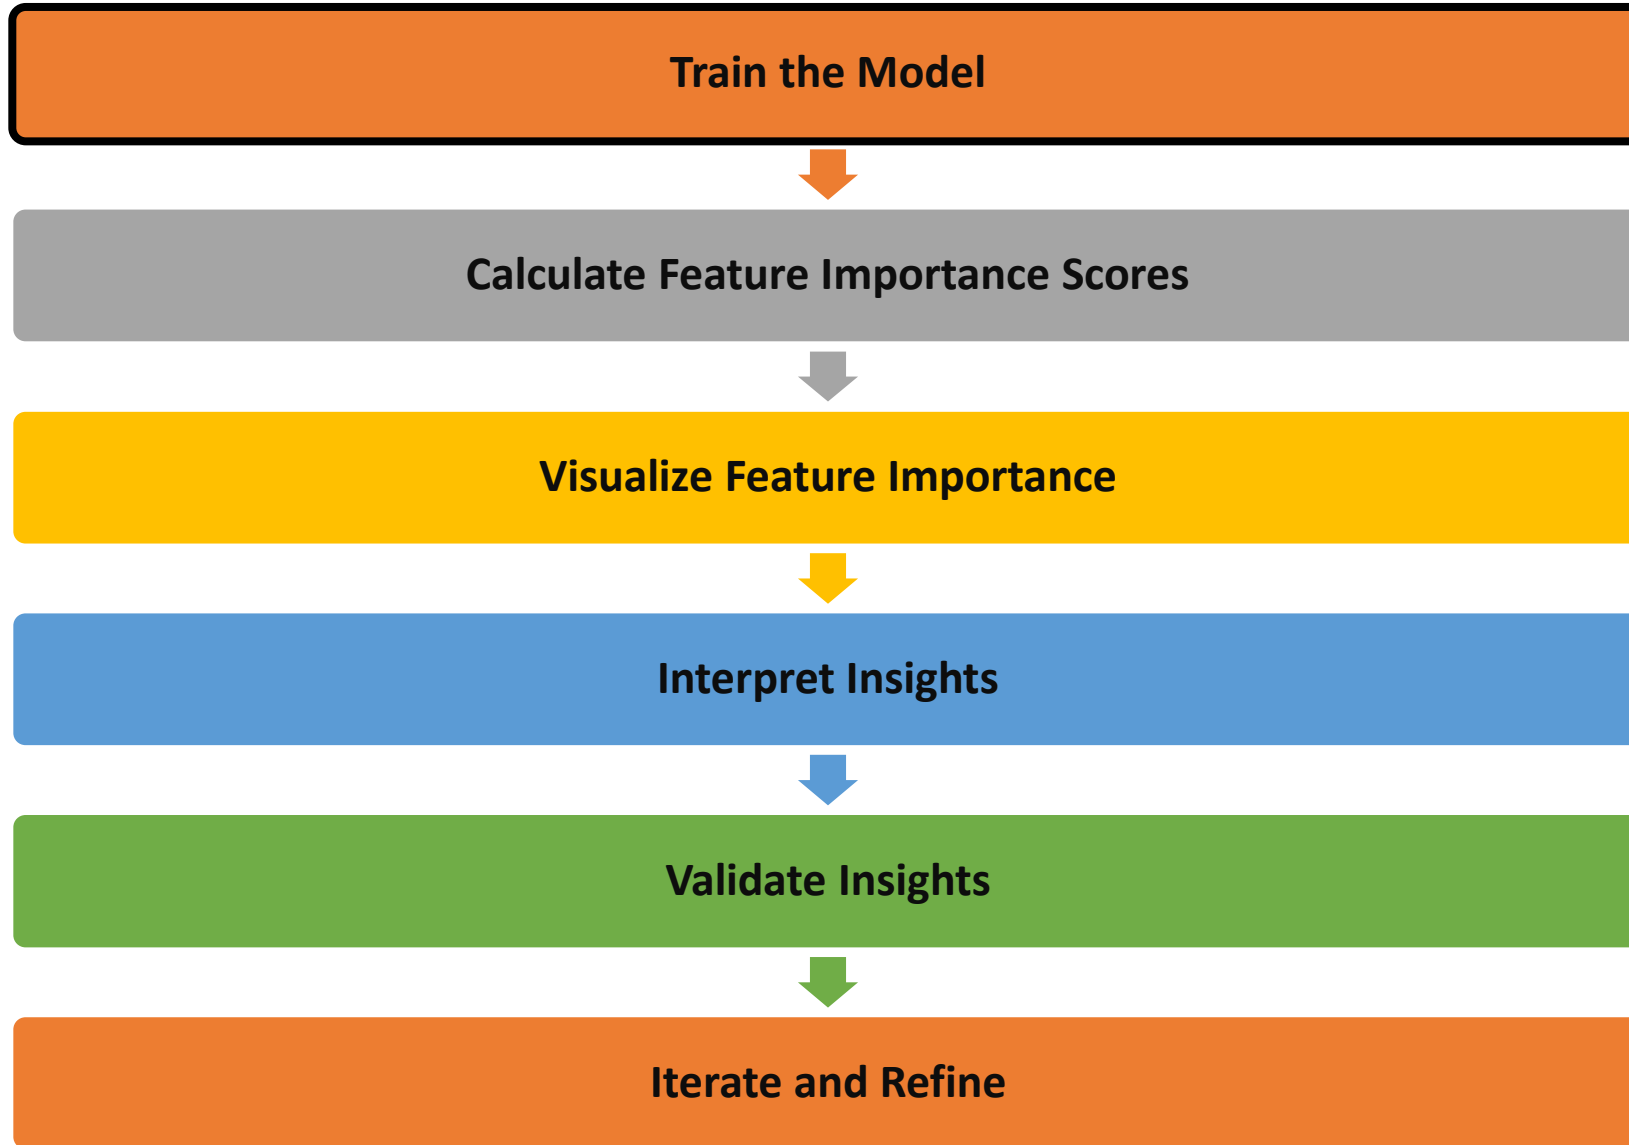 Train the Model
Calculate Feature Importance Scores
Visualize Feature Importance
Interpret Insights
Validate Insights
Iterate and Refine